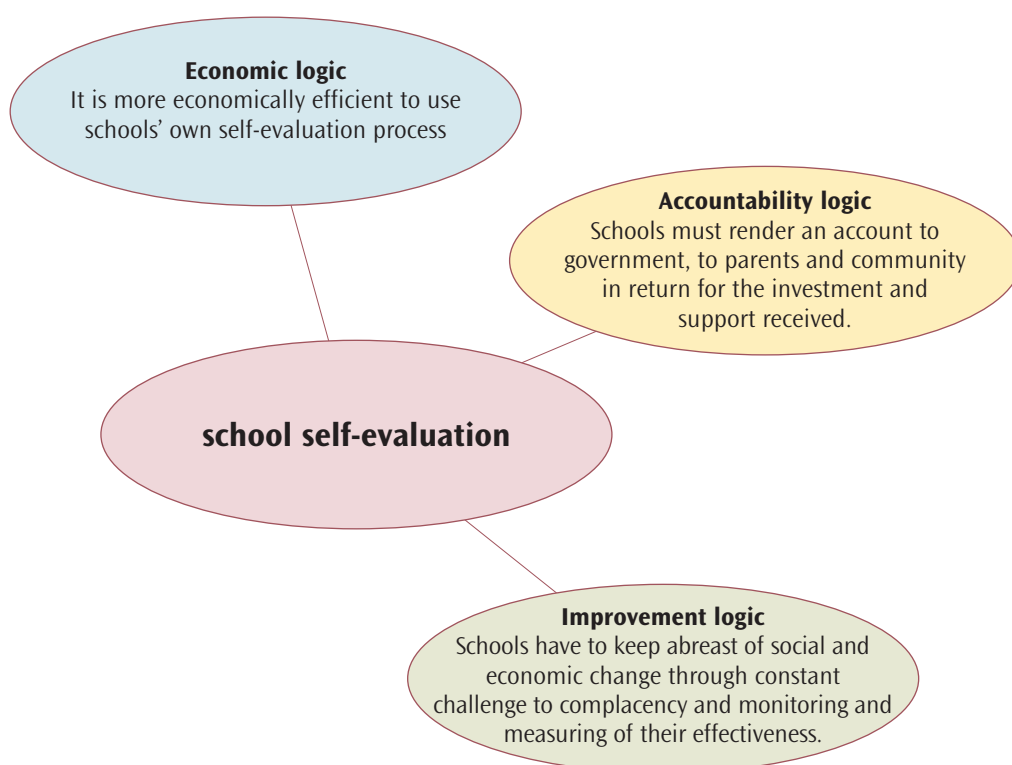 Economic logic
It is more economically efficient to use
schools’ own self-evaluation process
Accountability logic
Schools must render an account to
government, to parents and community
in return for the investment and
support received.
school self-evaluation
Improvement logic
Schools have to keep abreast of social and
economic change through constant
challenge to complacency and monitoring and
measuring of their effectiveness.